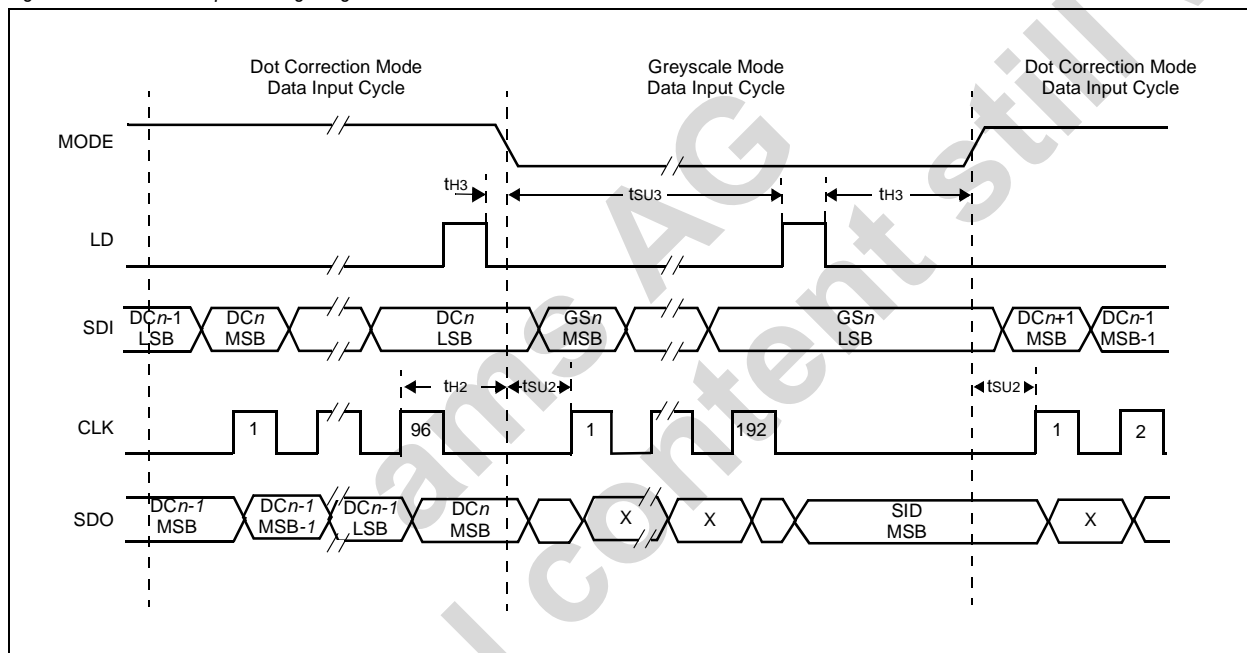 Dot Correction Mode
Data Input Cycle
Greyscale Mode
Data Input Cycle
Dot Correction Mode
Data Input Cycle
MODE
tH3
tSU3
tH3
LD
SDI
DCn-1
LSB
DCn
MSB
DCn
LSB
GSn
MSB
GSn
LSB
DCn+1
MSB
DCn-1
MSB-1
tH2
tSU2
tSU2
CLK
1
96
1
192
1
2
SDO
DCn-1
MSB
DCn-1
MSB-1
DCn-1
LSB
DCn
MSB
X
X
SID
MSB
X
ams AG
content still